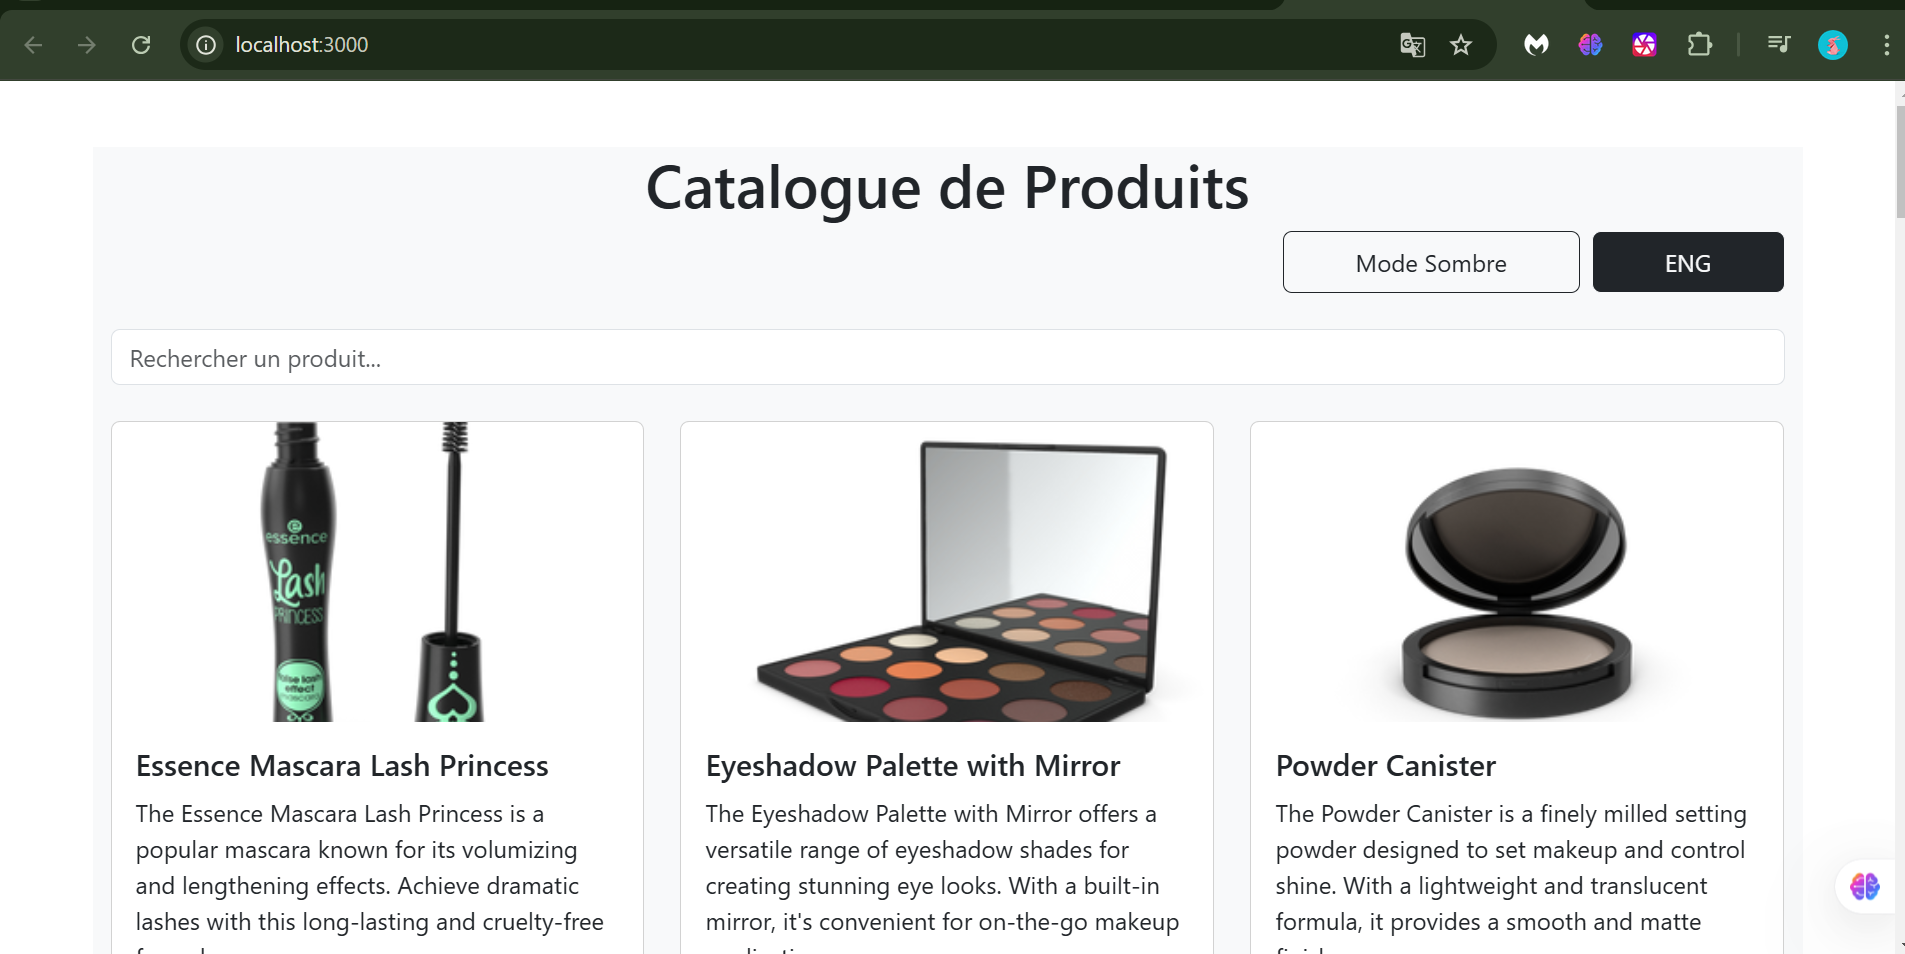 localhost:3000
Catalogue de Produits
Mode Sombre
ENG
Rechercher un produit...
essence
Lash
PRINCESS
false lash
effect
mascara
Essence Mascara Lash Princess
The Essence Mascara Lash Princess is a
popular mascara known for its volumizing
and lengthening effects. Achieve dramatic
lashes with this long-lasting and cruelty-free
Eyeshadow Palette with Mirror
The Eyeshadow Palette with Mirror offers a
versatile range of eyeshadow shades for
creating stunning eye looks. With a built-in
mirror, it's convenient for on-the-go makeup
Powder Canister
The Powder Canister is a finely milled setting
powder designed to set makeup and control
shine. With a lightweight and translucent
formula, it provides a smooth and matte